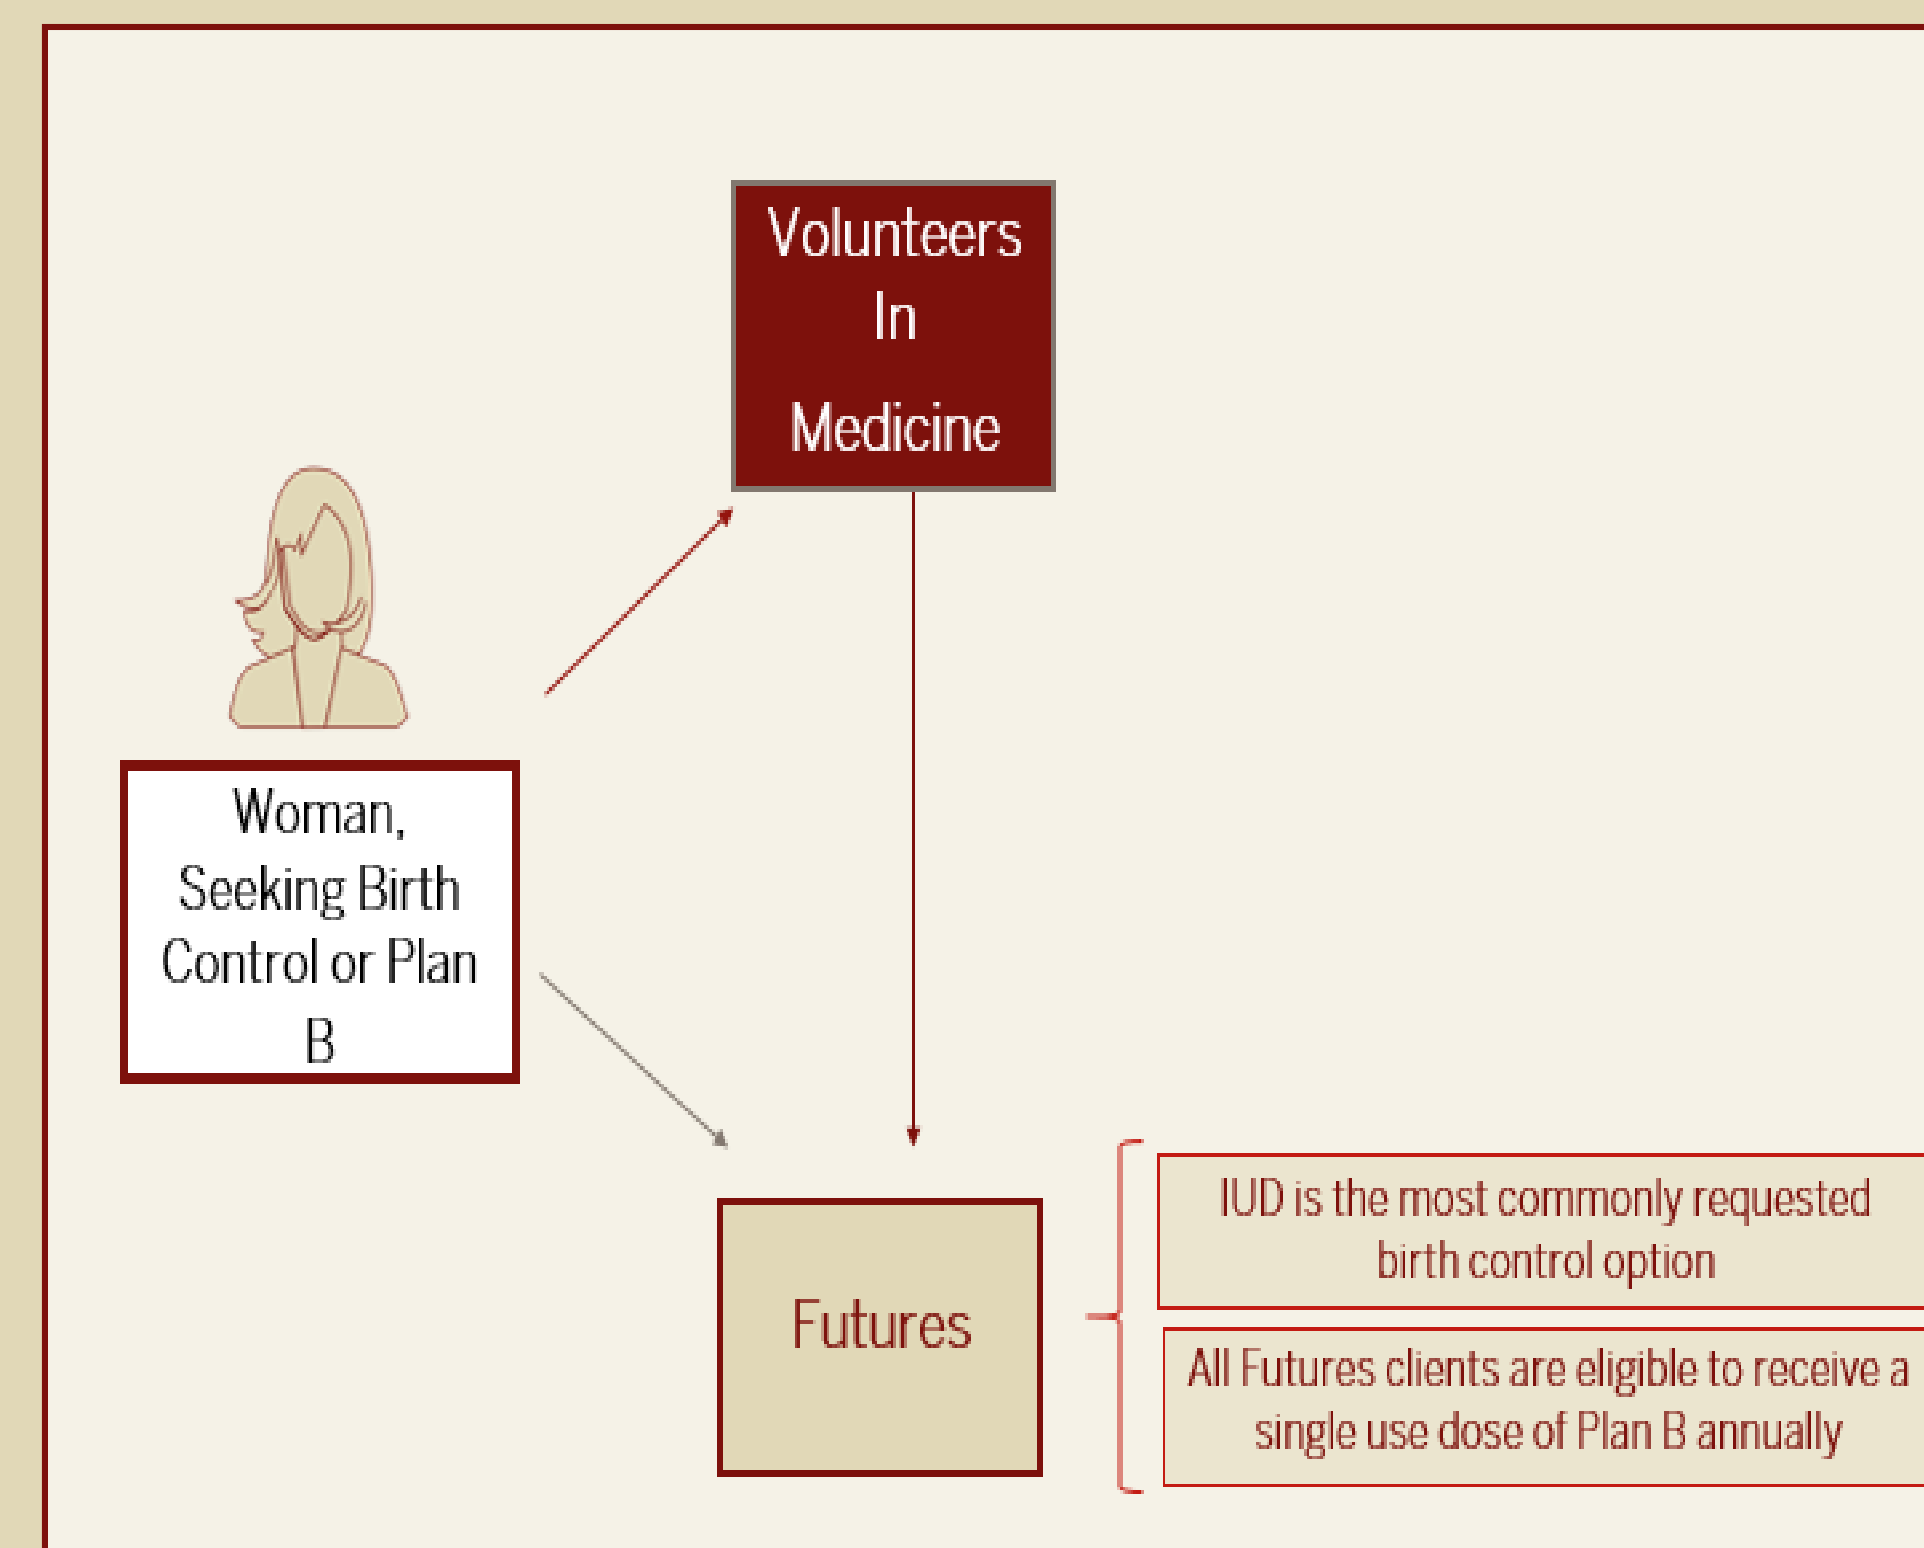 Volunteers
In
Medicine
Woman,
Seeking Birth
Control or Plan
B
Futures
IUD is the most commonly requested
birth control option
All Futures clients are eligible to receive a
single use dose of Plan B annually